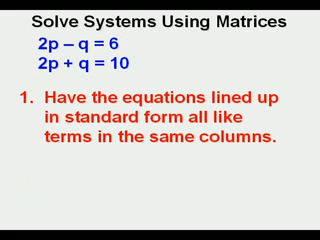 Solve Systems Using Matrices
2p – q = 6
2p + q = 10
1. Have the equations lined up
in standard form all like
terms in the same columns.